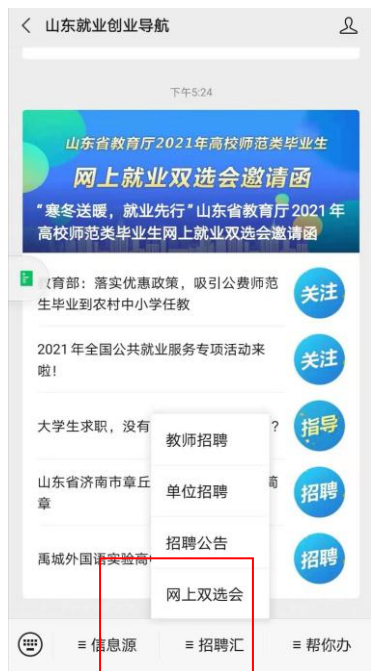 山东就业创业导航
下午5:24
山东省教育厅2021年高校师范类毕业生
网上就业双选会邀请函
“寒冬送暖，就业先行”山东省教育厅2021年
高校师范类毕业生网上就业双选会邀请函
育部：落实优惠政策，吸引公费师范
生毕业到农村中小学任教
关注
2021年全国公共就业服务专项活动来
啦！
关注
大学生求职，没有
?
指导
山东省济南市章丘
简
章
招聘
禹城外国语实验高
招聘
教师招聘
单位招聘
招聘公告
网上双选会
信息源
招聘汇
帮你办